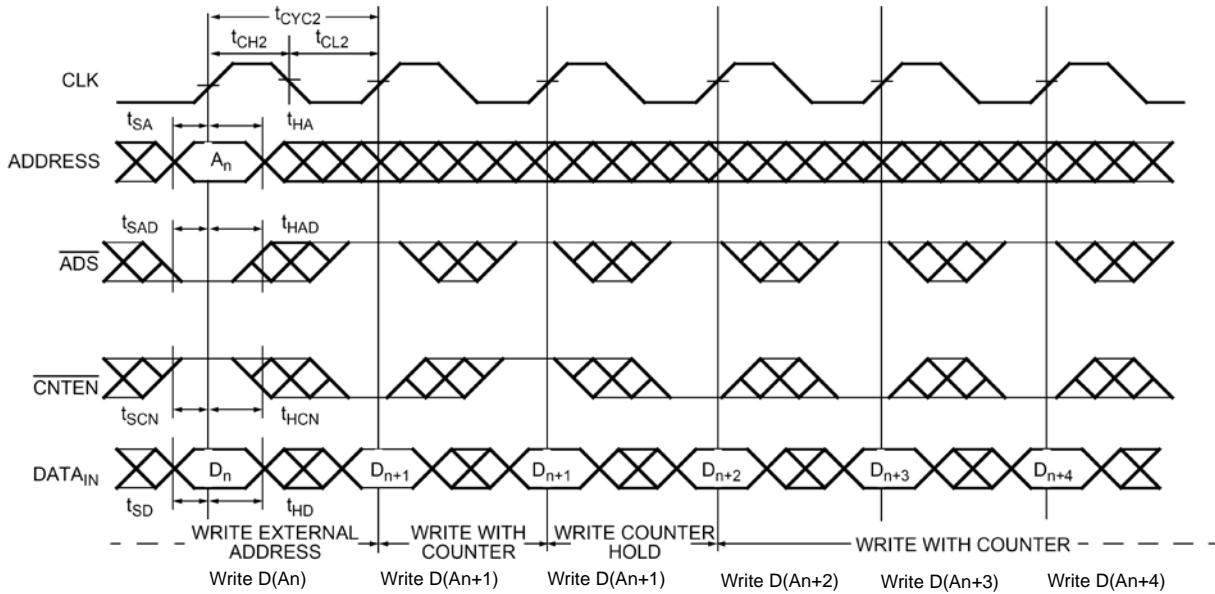 tCYC2
tCH2 tCL2
CLK
tSA tHA
ADDRESS An
tSAD tHAD
ADS
CNTEN
tSCN tHCN
DATAIN Dn Dn+1 Dn+1 Dn+2 Dn+3 Dn+4
tSD tHD
WRITE EXTERNAL WRITE WITH WRITE COUNTER WRITE WITH COUNTER
ADDRESS COUNTER HOLD
Write D(An) Write D(An+1) Write D(An+1) Write D(An+2) Write D(An+3) Write D(An+4)